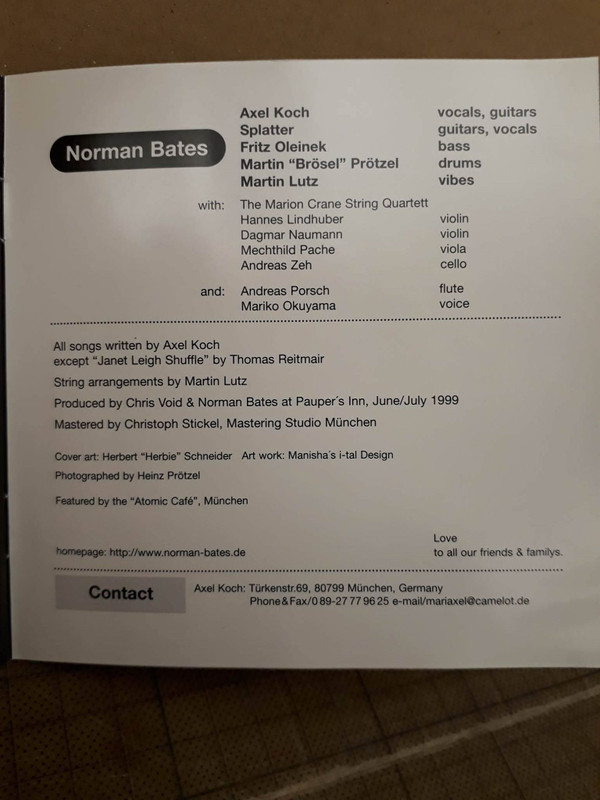 Norman Bates
Axel Koch vocals, guitars
Splatter guitars, vocals
Fritz Oleinek bass
Martin "Brösel" Prötzel drums
Martin Lutz vibes
with: The Marion Crane String Quartett
Hannes Lindhuber violin
Dagmar Naumann violin
Mechthild Pache viola
Andreas Zeh cello
and: Andreas Porsch flute
Mariko Okuyama voice
All songs written by Axel Koch
except "Janet Leigh Shuffle" by Thomas Reitmair
String arrangements by Martin Lutz
Produced by Chris Void & Norman Bates at Pauper´s Inn, June/July 1999
Mastered by Christoph Stickel, Mastering Studio München
Cover art: Herbert "Herbie" Schneider Art work: Manisha´s i-tal Design
Photographed by Heinz Prötzel
Featured by the "Atomic Café", München
Love
homepage: http://www.norman-bates.de to all our friends & familys.
Contact
Axel Koch: Türkenstr.69, 80799 München, Germany
Phone&Fax/0 89-27 77 96 25 e-mail/mariaxel@camelot.de